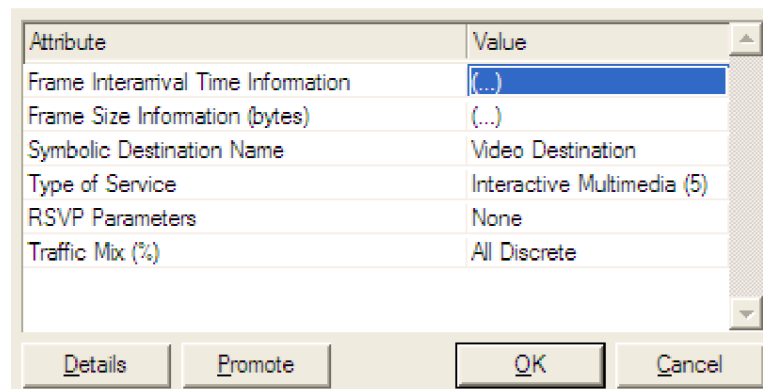 Attribute Value
Frame Interarrival Time Information (...)
Frame Size Information (bytes) (...)
Symbolic Destination Name Video Destination
Type of Service Interactive Multimedia (5)
RSVP Parameters None
Traffic Mix (%) All Discrete
Details Promote OK Cancel